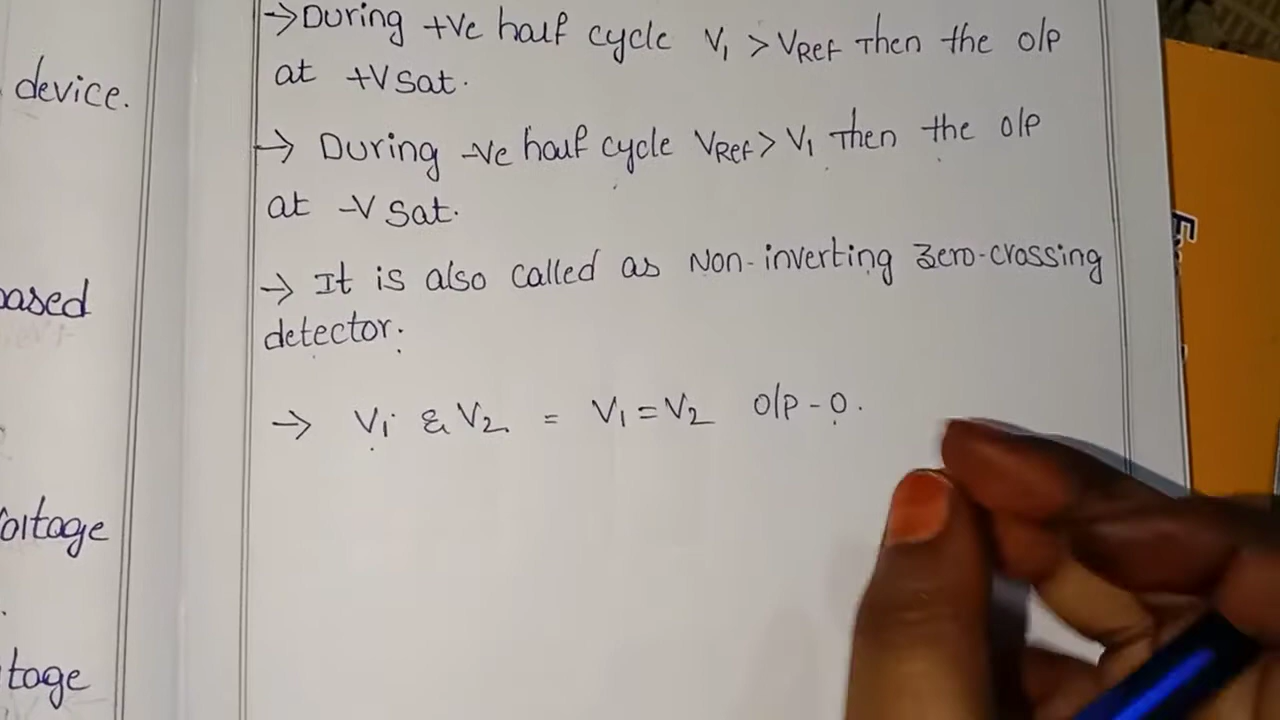 device.
ased
oltage
tage
→ During +ve half cycle V1 > VRef Then the o/p
at +Vsat.
→ During -ve half cycle VRef > V1 then the o/p
at -V sat.
→ It is also called as Non-inverting Zero-crossing
detector.
→ V1 & V2 = V1 = V2 O/P - 0.